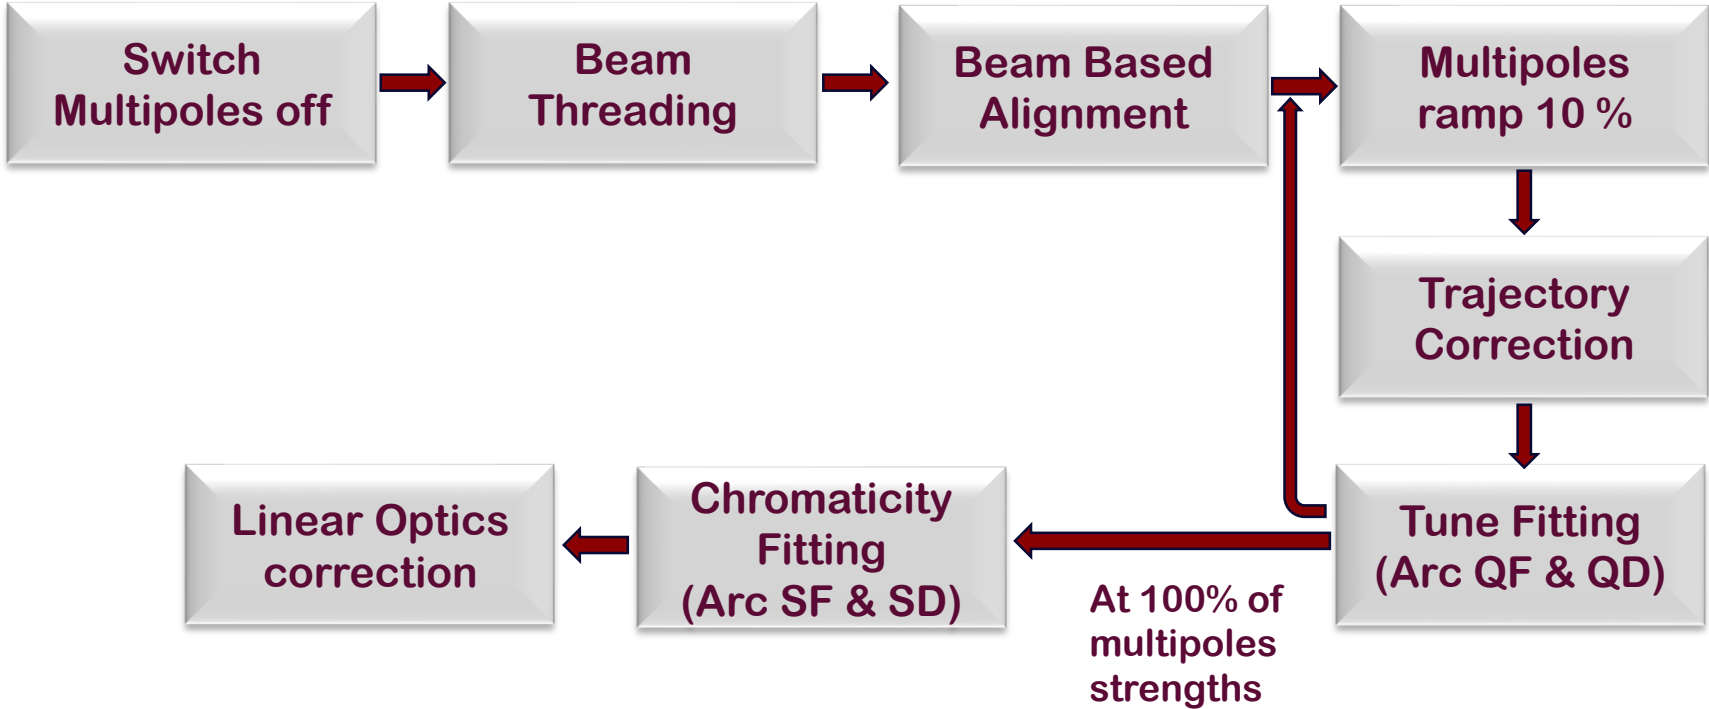 Switch
Multipoles off
Beam
Threading
Beam Based
Alignment
Multipoles
ramp 10 %
Trajectory
Correction
Tune Fitting
(Arc QF & QD)
At 100% of
multipoles
strengths
Chromaticity
Fitting
(Arc SF & SD)
Linear Optics
correction